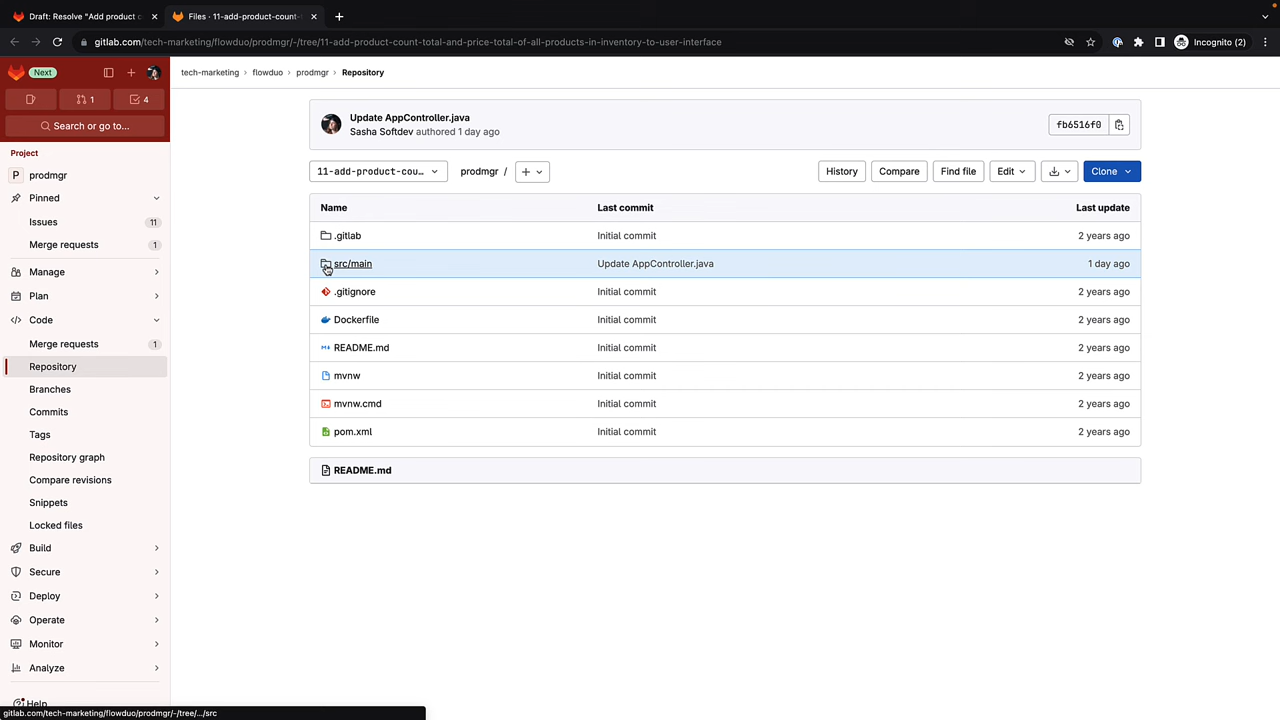 Draft: Resolve "Add product c
Files · 11-add-product-count-
gitlab.com/tech-marketing/flowduo/prodmgr/-/tree/11-add-product-count-total-and-price-total-of-all-products-in-inventory-to-user-interface
Incognito (2)
Next
1
4
Search or go to...
Project
P prodmgr
Pinned
Issues 11
Merge requests 1
Manage
Plan
Code
Merge requests 1
Repository
Branches
Commits
Tags
Repository graph
Compare revisions
Snippets
Locked files
Build
Secure
Deploy
Operate
Monitor
Analyze
Help
gitlab.com/tech-marketing/flowduo/prodmgr/-/tree/.../src
tech-marketing › flowduo › prodmgr › Repository
Update AppController.java
Sasha Softdev authored 1 day ago
fb6516f0
11-add-product-cou...
prodmgr /
History
Compare
Find file
Edit
Clone
Name Last commit Last update
.gitlab Initial commit 2 years ago
src/main Update AppController.java 1 day ago
.gitignore Initial commit 2 years ago
Dockerfile Initial commit 2 years ago
README.md Initial commit 2 years ago
mvnw Initial commit 2 years ago
mvnw.cmd Initial commit 2 years ago
pom.xml Initial commit 2 years ago
README.md